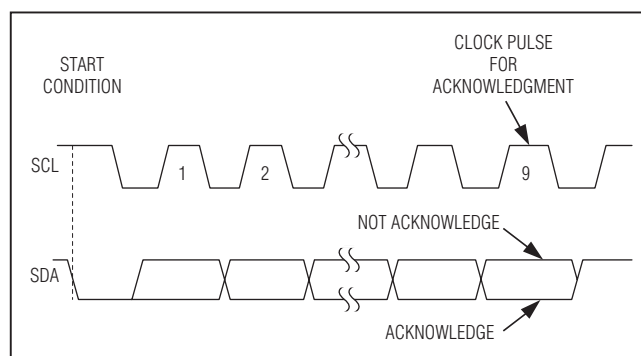 START
CONDITION
CLOCK PULSE
FOR
ACKNOWLEDGMENT
SCL
1
2
9
NOT ACKNOWLEDGE
SDA
ACKNOWLEDGE